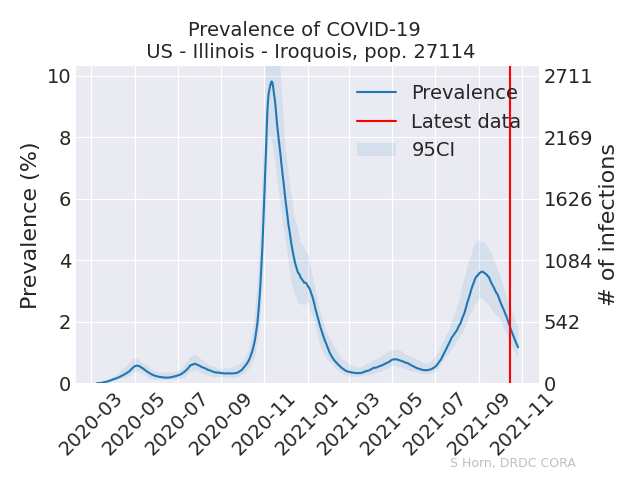 Prevalence of COVID-19
US - Illinois - Iroquois, pop. 27114
Prevalence (%)
10
8
6
4
2
0
Prevalence
Latest data
95CI
2711
2169
1626
1084
542
0
# of infections
2020-03
2020-05
2020-07
2020-09
2020-11
2021-01
2021-03
2021-05
2021-07
2021-09
2021-11
S Horn, DRDC CORA